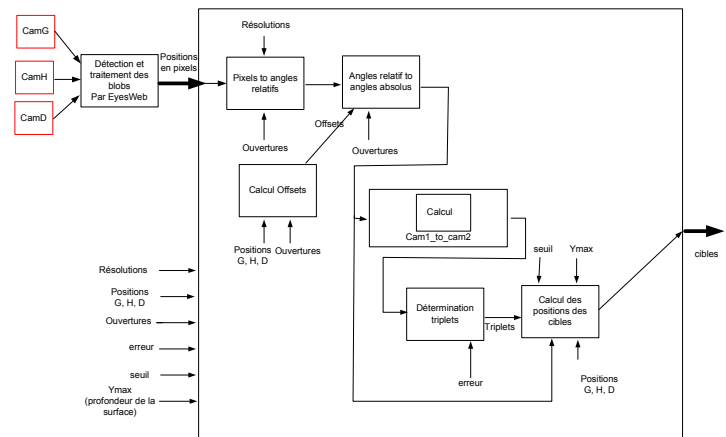 CamG
CamH
CamD
Détection et
traitement des
blobs
Par EyesWeb
Positions
en pixels
Résolutions
Pixels to angles
relatifs
Ouvertures
Angles relatif to
angles absolus
Offsets
Ouvertures
Calcul Offsets
Positions
G, H, D
Ouvertures
Calcul
Cam1_to_cam2
seuil
Ymax
Détermination
triplets
Triplets
Calcul des
positions des
cibles
erreur
Positions
G, H, D
cibles
Résolutions
Positions
G, H, D
Ouvertures
erreur
seuil
Ymax
(profondeur de la
surface)